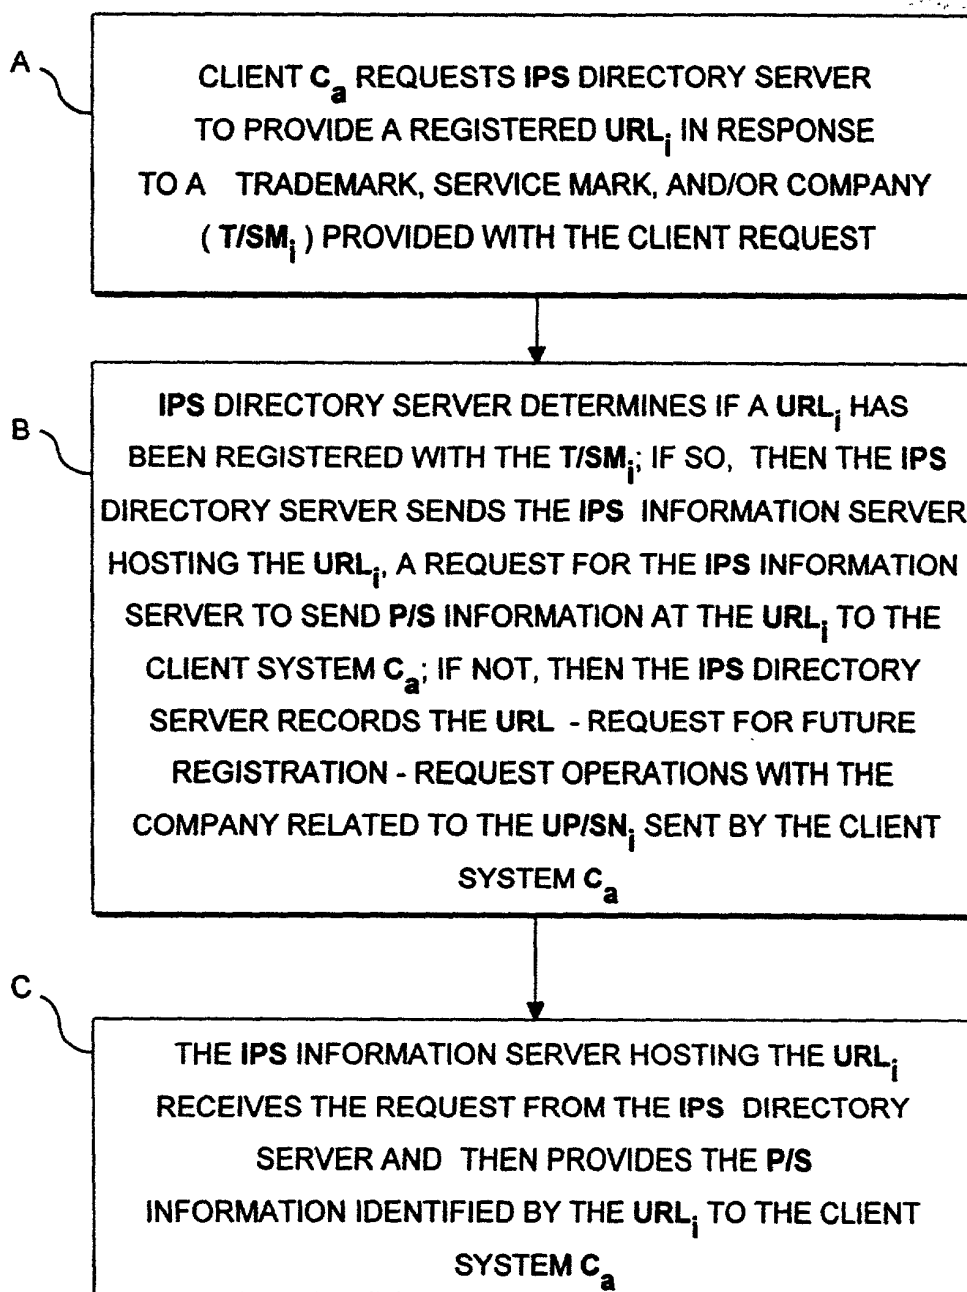 A
CLIENT Ca REQUESTS IPS DIRECTORY SERVER
TO PROVIDE A REGISTERED URLi IN RESPONSE
TO A TRADEMARK, SERVICE MARK, AND/OR COMPANY
( T/SMi ) PROVIDED WITH THE CLIENT REQUEST
B
IPS DIRECTORY SERVER DETERMINES IF A URLi HAS
BEEN REGISTERED WITH THE T/SMi; IF SO, THEN THE IPS
DIRECTORY SERVER SENDS THE IPS INFORMATION SERVER
HOSTING THE URLi, A REQUEST FOR THE IPS INFORMATION
SERVER TO SEND P/S INFORMATION AT THE URLi TO THE
CLIENT SYSTEM Ca; IF NOT, THEN THE IPS DIRECTORY
SERVER RECORDS THE URL - REQUEST FOR FUTURE
REGISTRATION - REQUEST OPERATIONS WITH THE
COMPANY RELATED TO THE UP/SNi SENT BY THE CLIENT
SYSTEM Ca
C
THE IPS INFORMATION SERVER HOSTING THE URLi
RECEIVES THE REQUEST FROM THE IPS DIRECTORY
SERVER AND THEN PROVIDES THE P/S
INFORMATION IDENTIFIED BY THE URLi TO THE CLIENT
SYSTEM Ca